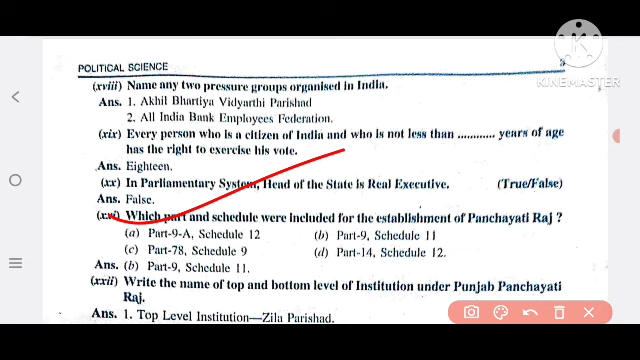 POLITICAL SCIENCE
KINEMASTER
(xviii) Name any two pressure groups organised in India.
Ans. 1. Akhil Bhartiya Vidyarthi Parishad
2. All India Bank Employees Federation.
(xix) Every person who is a citizen of India and who is not less than ............ years of age
has the right to exercise his vote.
Ans. Eighteen.
(xx) In Parliamentary System, Head of the State is Real Executive. (True/False)
Ans. False.
(xxi) Which part and schedule were included for the establishment of Panchayati Raj ?
(a) Part-9-A, Schedule 12 (b) Part-9, Schedule 11
(c) Part-78, Schedule 9 (d) Part-14, Schedule 12.
Ans. (b) Part-9, Schedule 11.
(xxii) Write the name of top and bottom level of Institution under Punjab Panchayati
Raj.
Ans. 1. Top Level Institution—Zila Parishad.